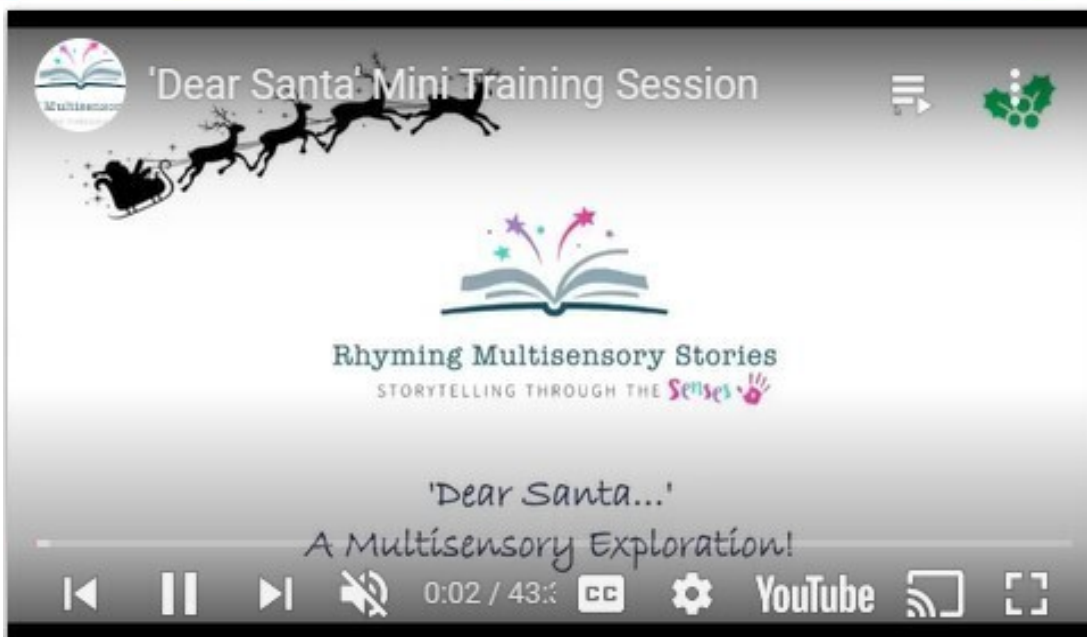 'Dear Santa' Mini Training Session
Multisensor
Rhyming Multisensory Stories
STORYTELLING THROUGH THE Senses
'Dear Santa...'
A Multisensory Exploration!
0:02 / 43:
CC
YouTube